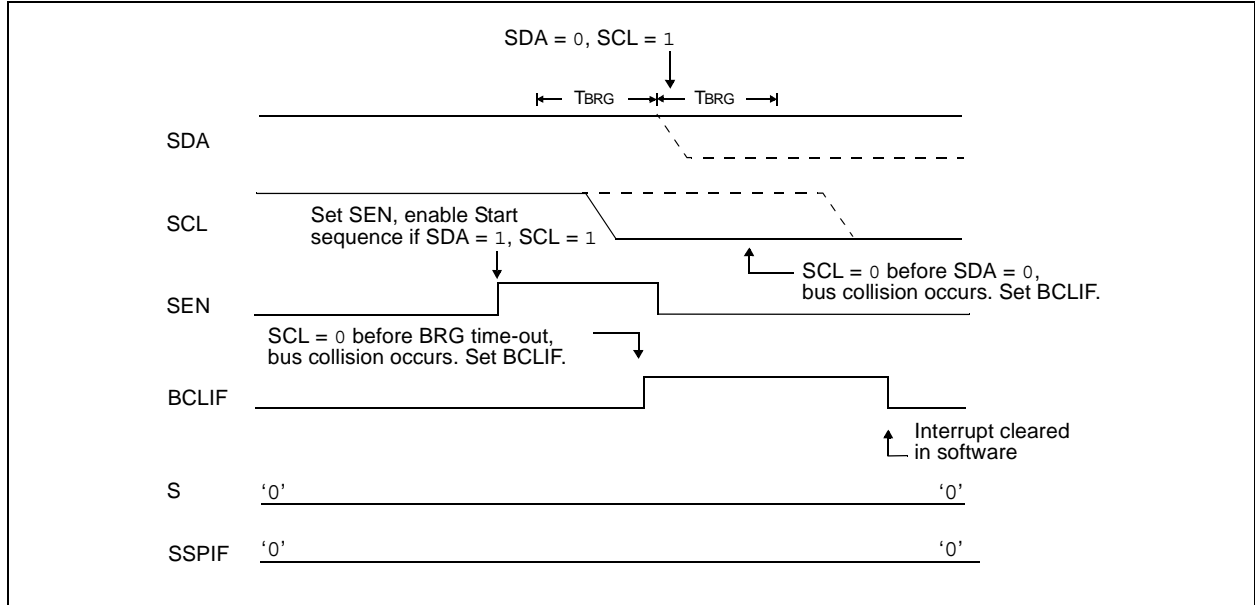 SDA = 0, SCL = 1
TBRG TBRG
SDA
SCL
Set SEN, enable Start
sequence if SDA = 1, SCL = 1
SCL = 0 before SDA = 0,
bus collision occurs. Set BCLIF.
SEN
SCL = 0 before BRG time-out,
bus collision occurs. Set BCLIF.
BCLIF
Interrupt cleared
in software
S ‘0’ ‘0’
SSPIF ‘0’ ‘0’